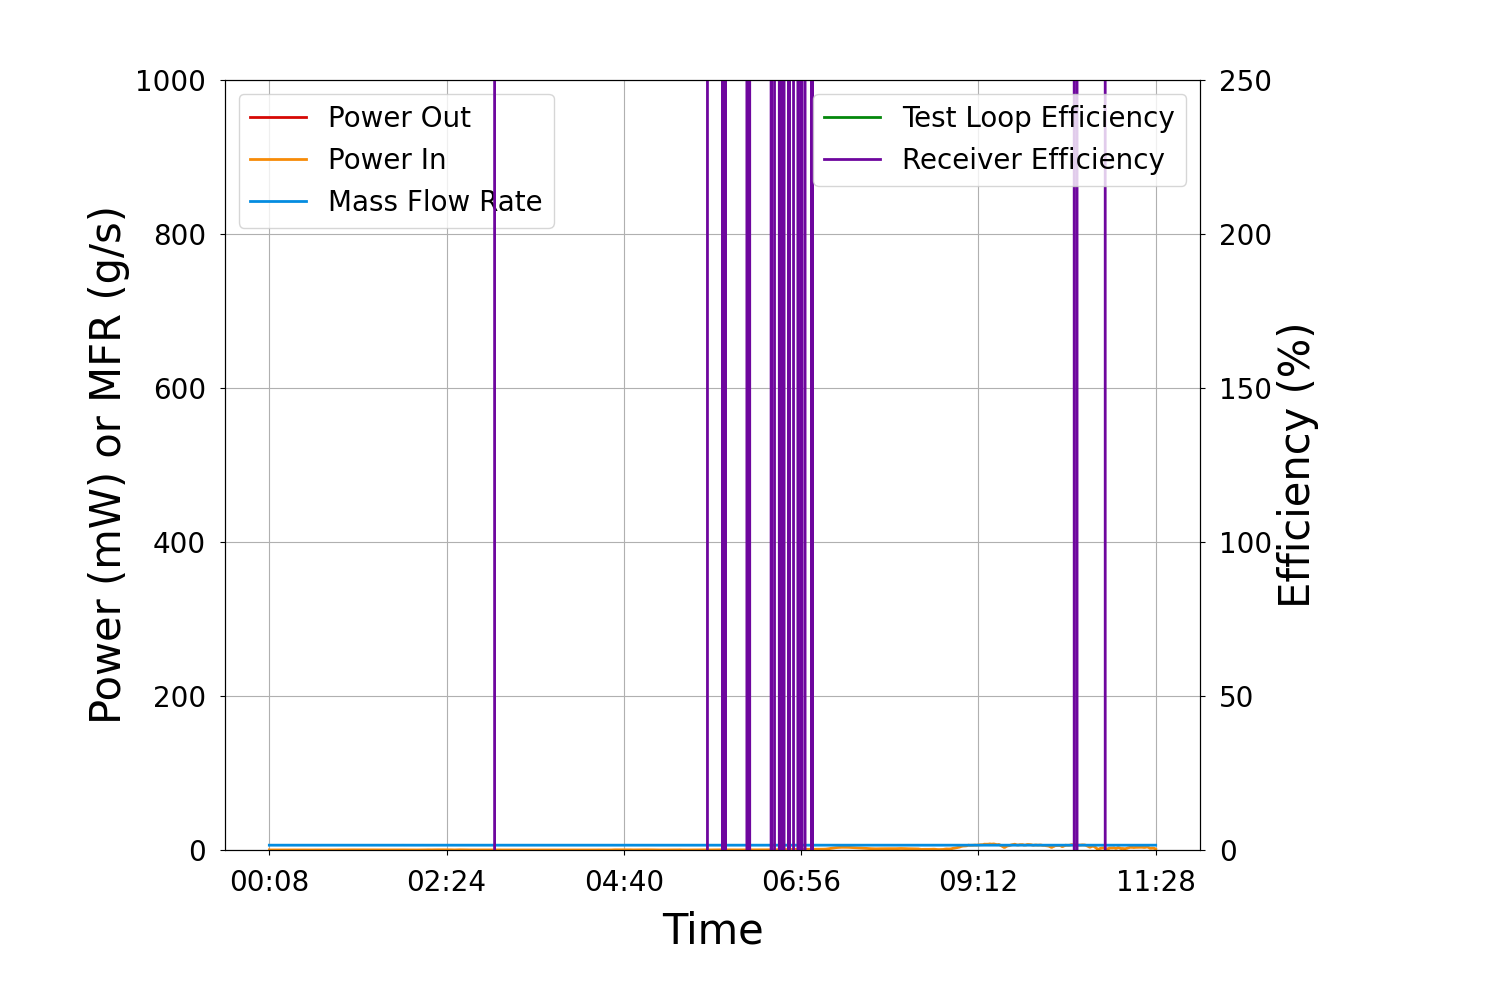 1000
800
600
400
200
0
Power (mW) or MFR (g/s)
Power Out
Power In
Mass Flow Rate
Test Loop Efficiency
Receiver Efficiency
250
200
150
100
50
0
Efficiency (%)
00:08 02:24 04:40 06:56 09:12 11:28
Time